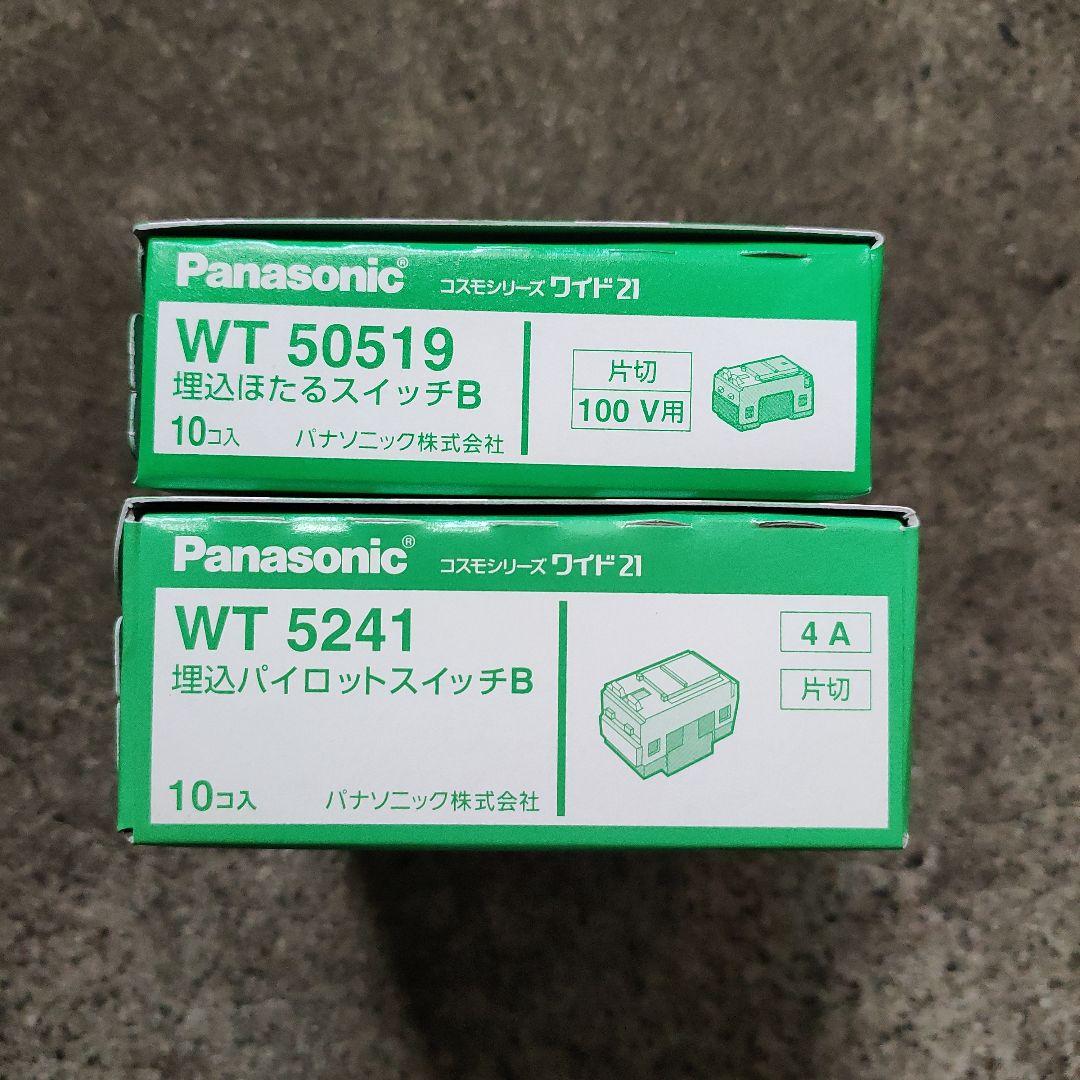 Panasonic® コスモシリーズ ワイド21
WT 50519
埋込ほたるスイッチB
10コ入 パナソニック株式会社
片切
100 V用
Panasonic® コスモシリーズ ワイド21
WT 5241
埋込パイロットスイッチB
10コ入 パナソニック株式会社
4 A
片切